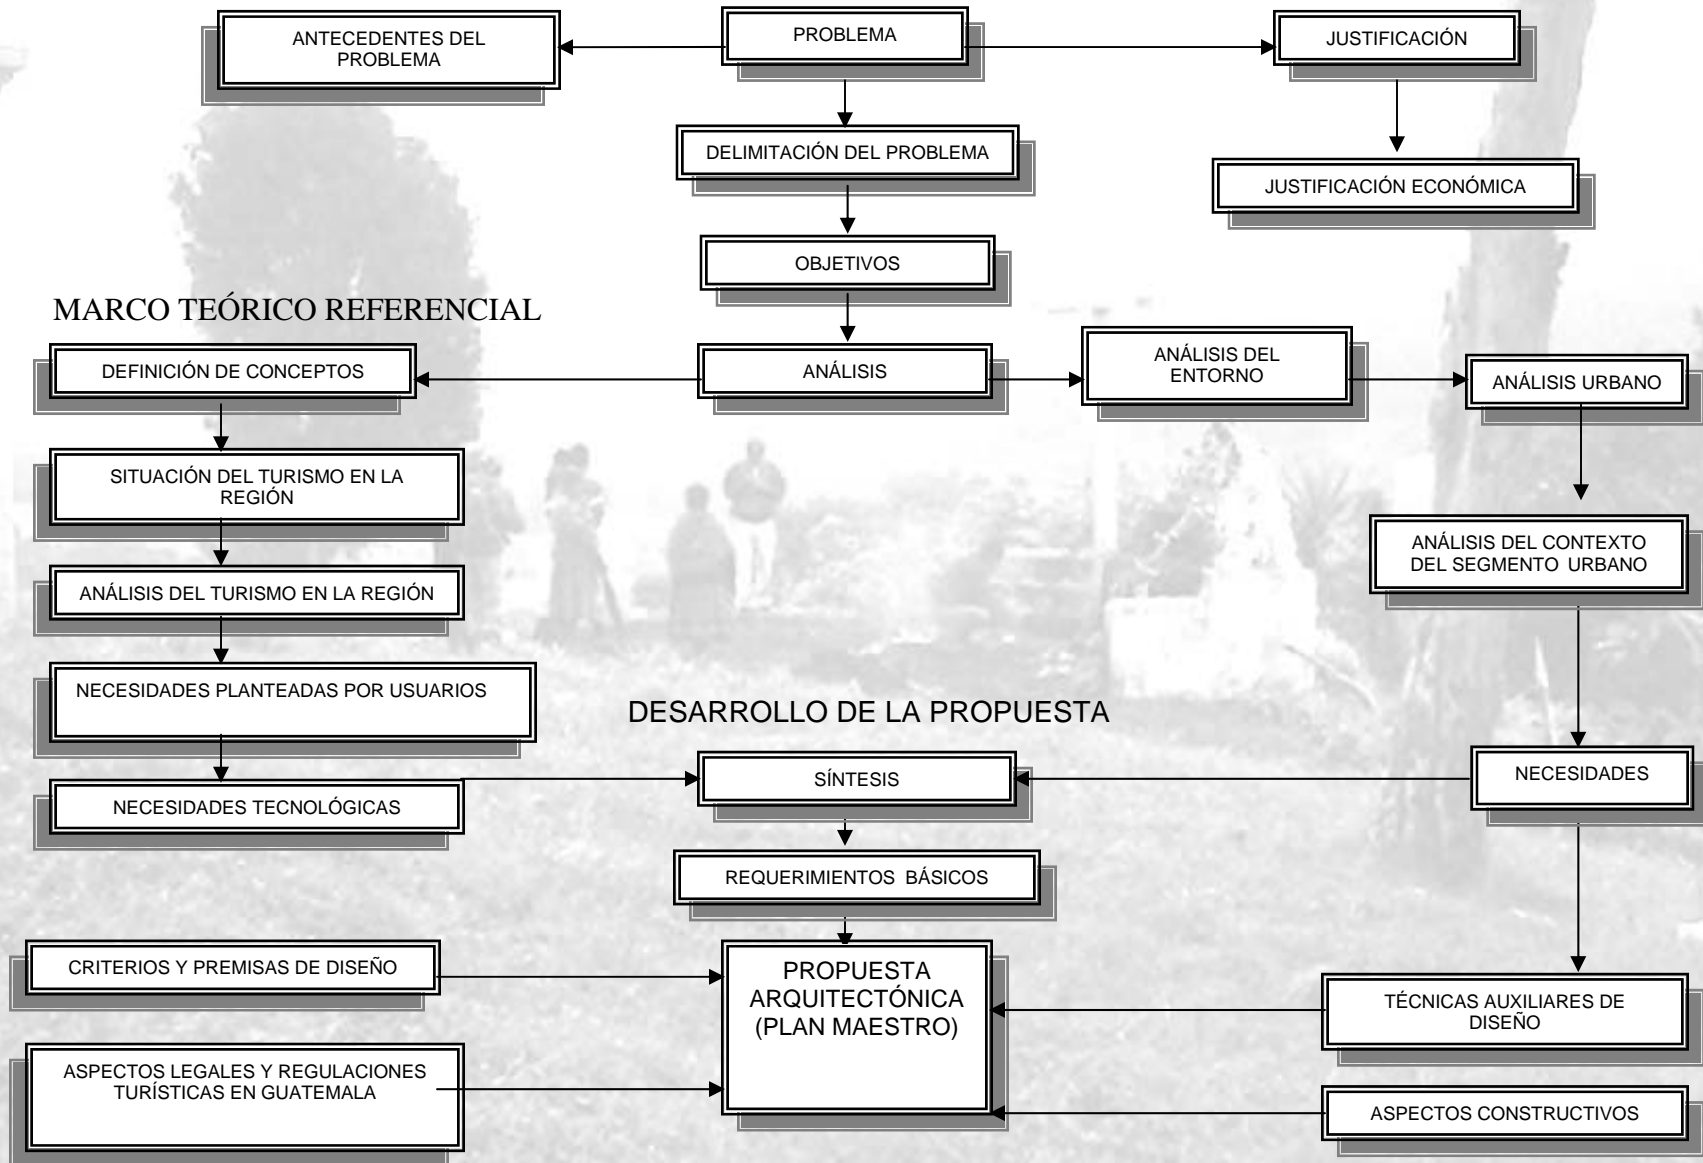 ANTECEDENTES DEL
PROBLEMA
PROBLEMA
JUSTIFICACIÓN
DELIMITACIÓN DEL PROBLEMA
JUSTIFICACIÓN ECONÓMICA
OBJETIVOS
MARCO TEÓRICO REFERENCIAL
DEFINICIÓN DE CONCEPTOS
ANÁLISIS
ANÁLISIS DEL
ENTORNO
ANÁLISIS URBANO
SITUACIÓN DEL TURISMO EN LA
REGIÓN
ANÁLISIS DEL CONTEXTO
DEL SEGMENTO URBANO
ANÁLISIS DEL TURISMO EN LA REGIÓN
NECESIDADES PLANTEADAS POR USUARIOS
DESARROLLO DE LA PROPUESTA
NECESIDADES TECNOLÓGICAS
SÍNTESIS
NECESIDADES
REQUERIMIENTOS BÁSICOS
CRITERIOS Y PREMISAS DE DISEÑO
PROPUESTA
ARQUITECTÓNICA
(PLAN MAESTRO)
TÉCNICAS AUXILIARES DE
DISEÑO
ASPECTOS LEGALES Y REGULACIONES
TURÍSTICAS EN GUATEMALA
ASPECTOS CONSTRUCTIVOS